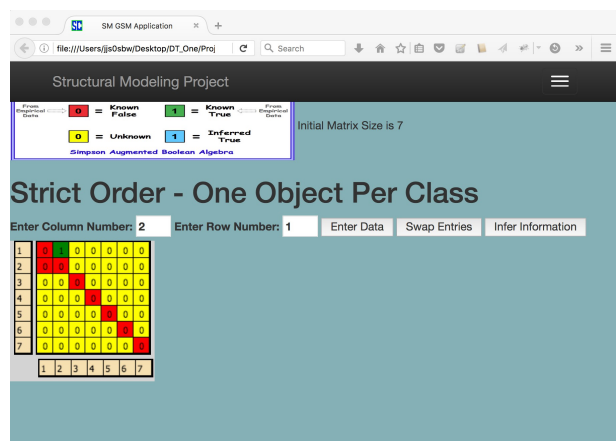 SM GSM Application
file:///Users/jjs0sbw/Desktop/DT_One/Proj
Search
Structural Modeling Project
From Empirical Data
0 = Known False
1 = Known True
From Empirical Data
0 = Unknown
1 = Inferred True
Simpson Augmented Boolean Algebra
Initial Matrix Size is 7
Strict Order - One Object Per Class
Enter Column Number: 2 Enter Row Number: 1 Enter Data Swap Entries Infer Information
1 0 1 0 0 0 0 0
2 0 0 0 0 0 0 0
3 0 0 0 0 0 0 0
4 0 0 0 0 0 0 0
5 0 0 0 0 0 0 0
6 0 0 0 0 0 0 0
7 0 0 0 0 0 0 0
1 2 3 4 5 6 7